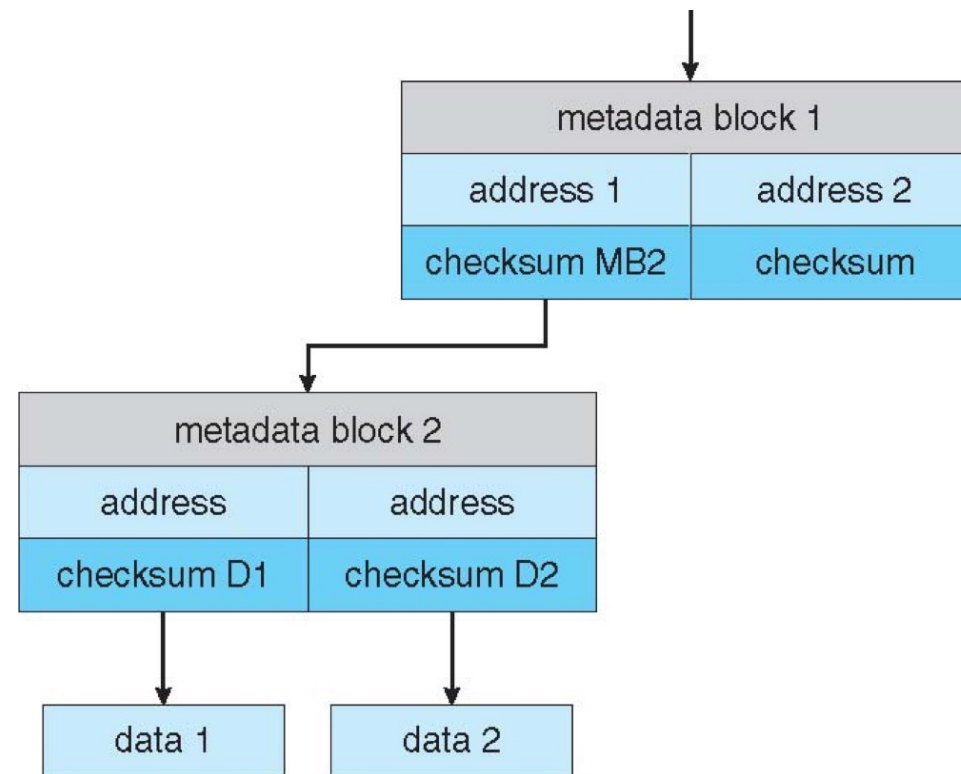 metadata block 1
address 1 address 2
checksum MB2 checksum
metadata block 2
address address
checksum D1 checksum D2
data 1 data 2